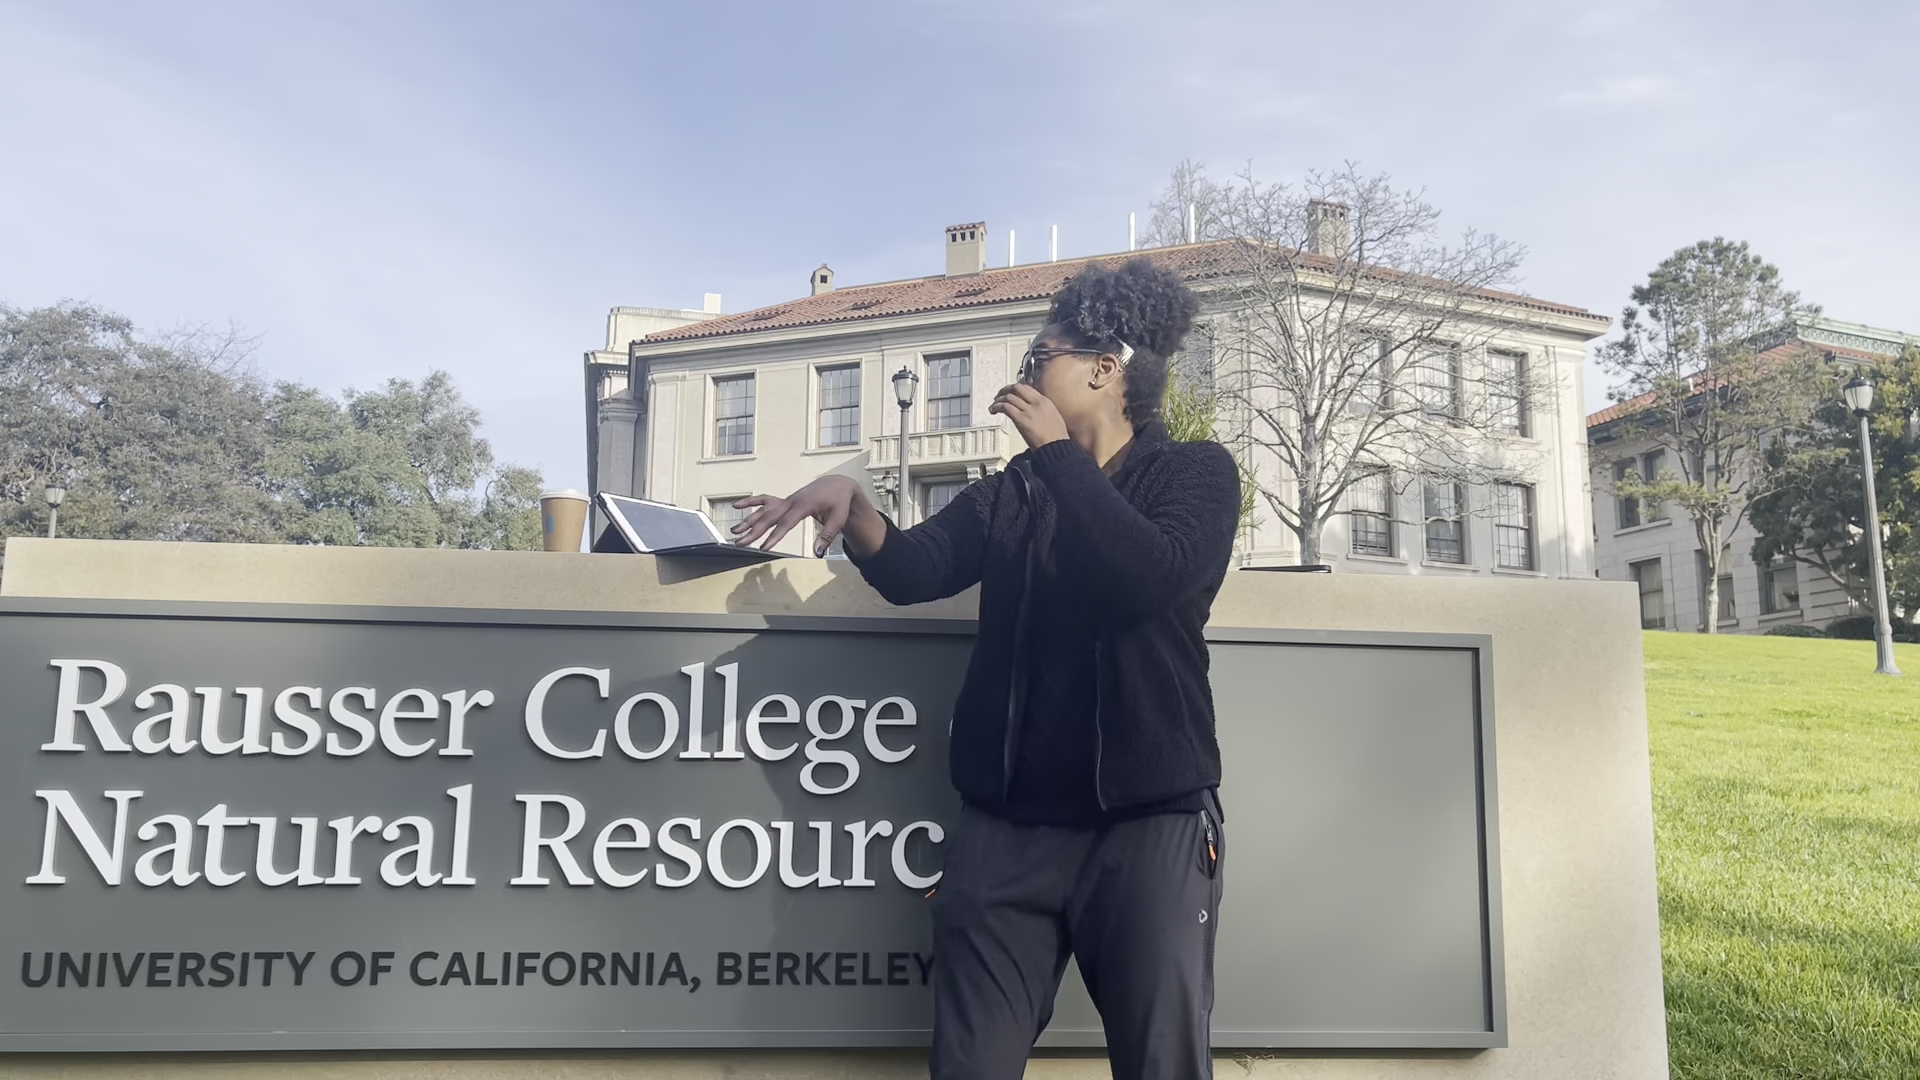 Rausser College
Natural Resourc
UNIVERSITY OF CALIFORNIA, BERKELEY